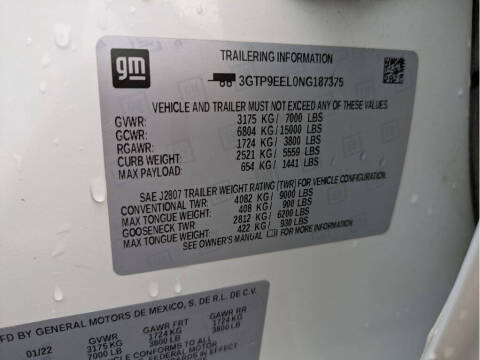 gm
TRAILERING INFORMATION
3GTP9EEL0NG187375
VEHICLE AND TRAILER MUST NOT EXCEED ANY OF THESE WEIGHTS
GVWR: 3175 KG / 7000 LBS
GCWR: 6804 KG / 15000 LBS
RGAWR: 1724 KG / 3800 LBS
CURB WEIGHT: 2521 KG / 5559 LBS
MAX PAYLOAD: 654 KG / 1441 LBS
SAE J2807 TRAILER WEIGHT RATING (TWR) FOR VEHICLE CONFIGURATION.
CONVENTIONAL TWR: 4082 KG / 9000 LBS
MAX TONGUE WEIGHT: 408 KG / 900 LBS
GOOSENECK TWR: 2812 KG / 6200 LBS
MAX TONGUE WEIGHT: 422 KG / 930 LBS
SEE OWNER'S MANUAL FOR MORE INFORMATION
MFD BY GENERAL MOTORS DE MEXICO, S. DE R.L. DE C.V.
01/22 GVWR GAWR FRT GAWR RR
3175 KG 1724 KG 1724 KG
7000 LB 3800 LB 3800 LB